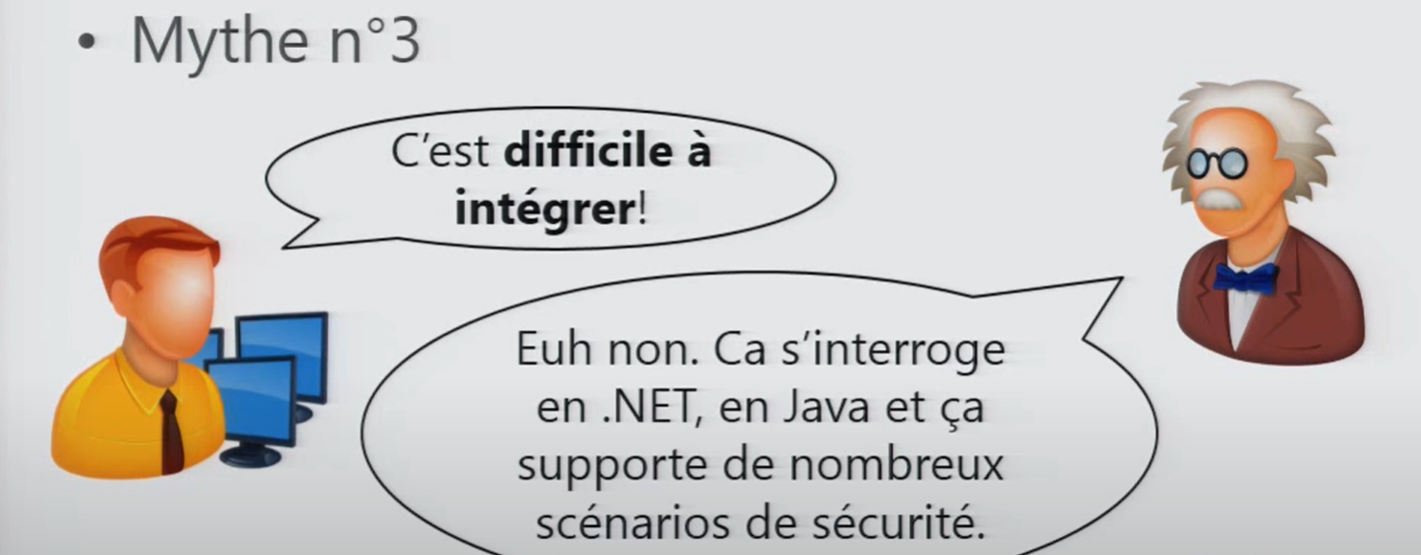 • Mythe n°3
C'est difficile à
intégrer!
Euh non. Ca s'interroge
en .NET, en Java et ça
supporte de nombreux
scénarios de sécurité.